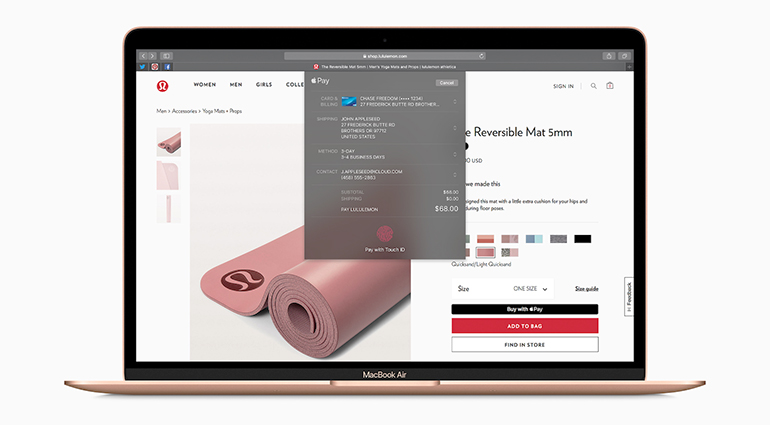 shop.lululemon.com
The Reversible Mat 5mm | Men's Yoga Mats and Props | lululemon athletica
WOMEN MEN GIRLS COLLE
SIGN IN
Men > Accessories > Yoga Mats + Props
Pay
Cancel
CARD & BILLING
CHASE FREEDOM (•••• 1234)
27 FREDERICK BUTTE RD BROTHER...
SHIPPING
JOHN APPLESEED
27 FREDERICK BUTTE RD
BROTHERS OR 97712
UNITED STATES
METHOD
3-DAY
3-4 BUSINESS DAYS
CONTACT
J.APPLESEED@ICLOUD.COM
(458) 555-2863
SUBTOTAL $68.00
SHIPPING $0.00
PAY LULULEMON $68.00
Pay with Touch ID
e Reversible Mat 5mm
00 USD
we made this
signed this mat with a little extra cushion for your hips and
during floor poses.
Quicksand/Light Quicksand
Size ONE SIZE Size guide
Buy with Pay
ADD TO BAG
FIND IN STORE
Feedback
MacBook Air